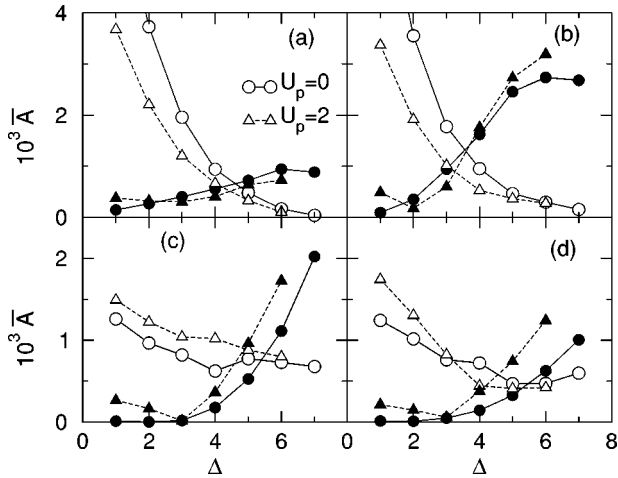 4
(a)
(b)
U_p=0
U_p=2
10³ A̅
2
0
(c)
(d)
2
10³ A̅
1
0
0 2 4 6 0 2 4 6 8
Δ Δ